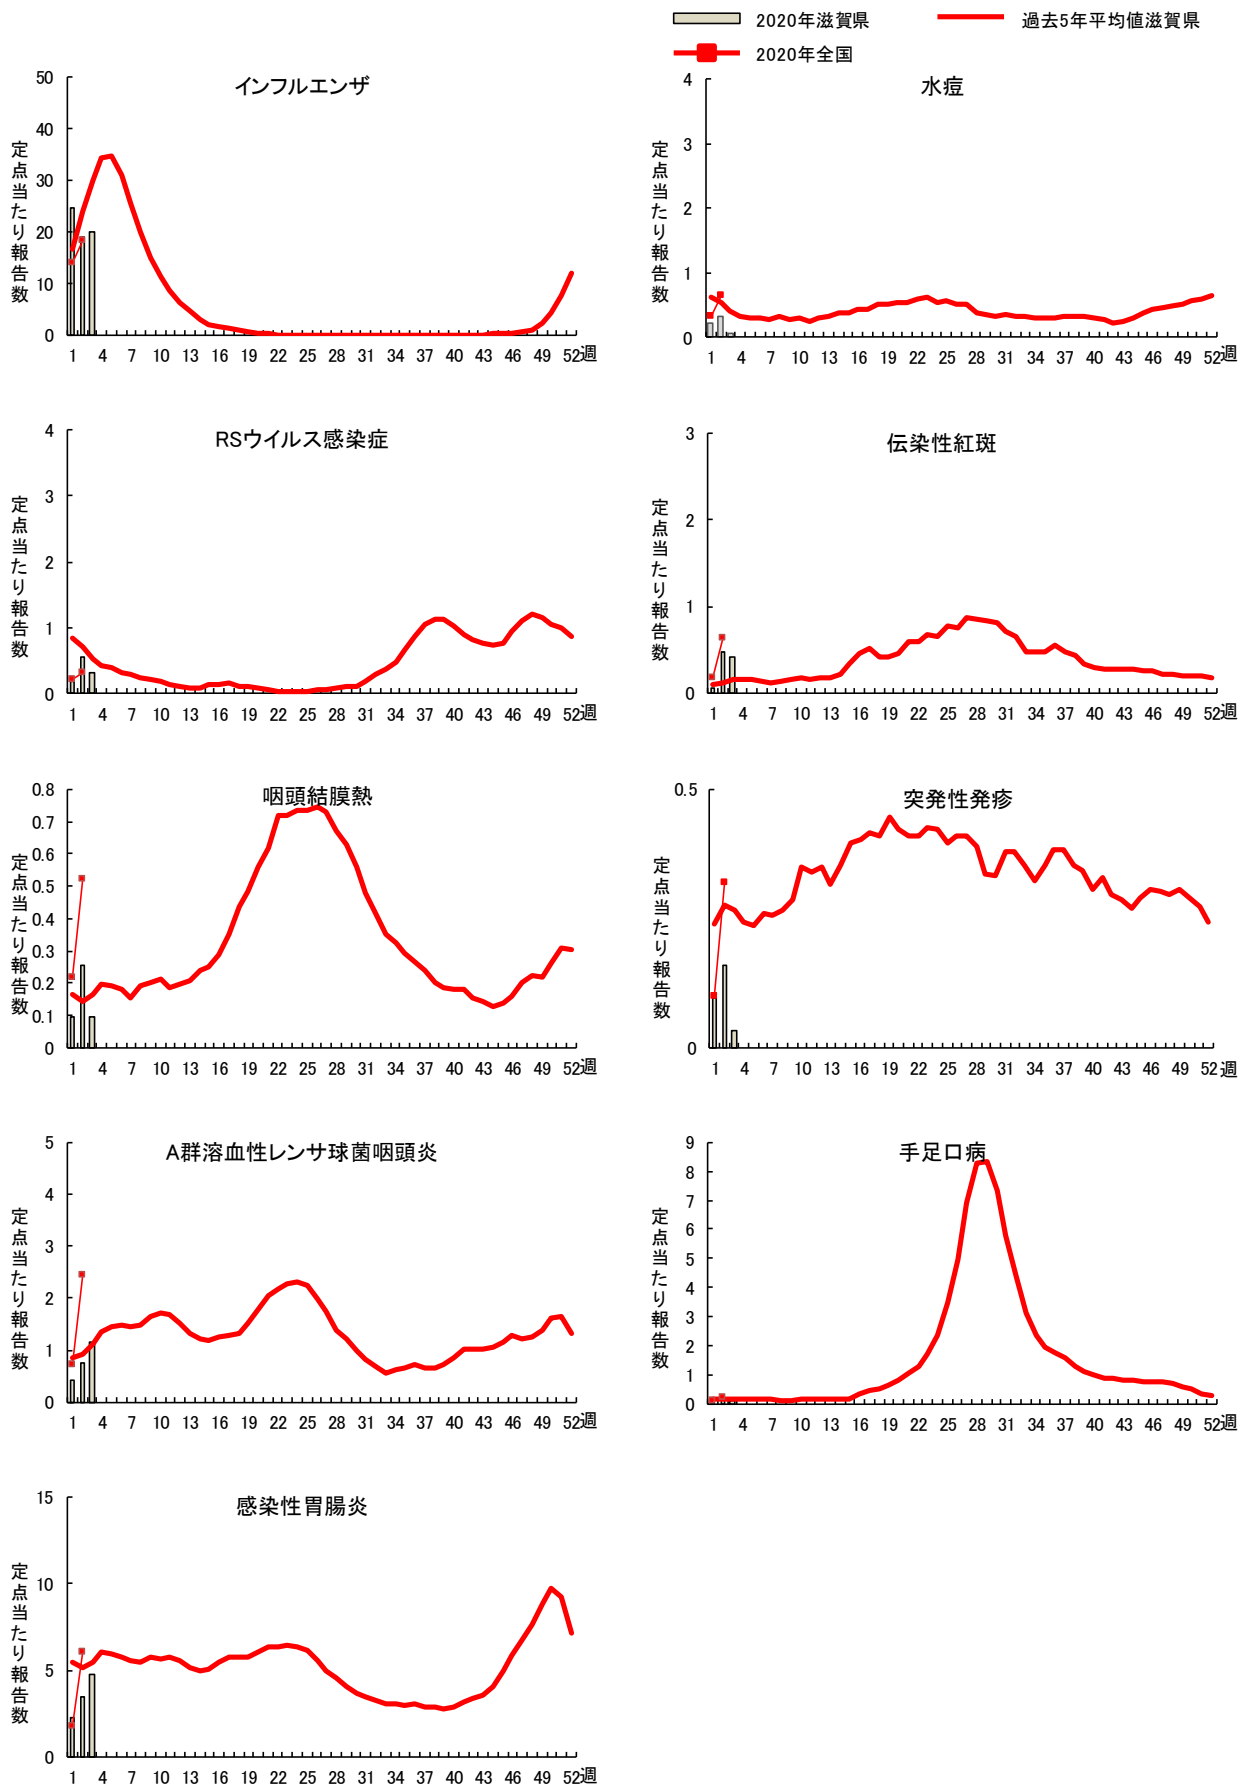 2020年滋賀県
過去5年平均値滋賀県
2020年全国
インフルエンザ
定点当たり報告数
50
40
30
20
10
0
1 4 7 10 13 16 19 22 25 28 31 34 37 40 43 46 49 52週
水痘
定点当たり報告数
4
3
2
1
0
1 4 7 10 13 16 19 22 25 28 31 34 37 40 43 46 49 52週
RSウイルス感染症
定点当たり報告数
4
3
2
1
0
1 4 7 10 13 16 19 22 25 28 31 34 37 40 43 46 49 52週
伝染性紅斑
定点当たり報告数
3
2
1
0
1 4 7 10 13 16 19 22 25 28 31 34 37 40 43 46 49 52週
咽頭結膜熱
定点当たり報告数
0.8
0.7
0.6
0.5
0.4
0.3
0.2
0.1
0
1 4 7 10 13 16 19 22 25 28 31 34 37 40 43 46 49 52週
突発性発疹
定点当たり報告数
0.5
0
1 4 7 10 13 16 19 22 25 28 31 34 37 40 43 46 49 52週
A群溶血性レンサ球菌咽頭炎
定点当たり報告数
5
4
3
2
1
0
1 4 7 10 13 16 19 22 25 28 31 34 37 40 43 46 49 52週
手足口病
定点当たり報告数
9
8
7
6
5
4
3
2
1
0
1 4 7 10 13 16 19 22 25 28 31 34 37 40 43 46 49 52週
感染性胃腸炎
定点当たり報告数
15
10
5
0
1 4 7 10 13 16 19 22 25 28 31 34 37 40 43 46 49 52週